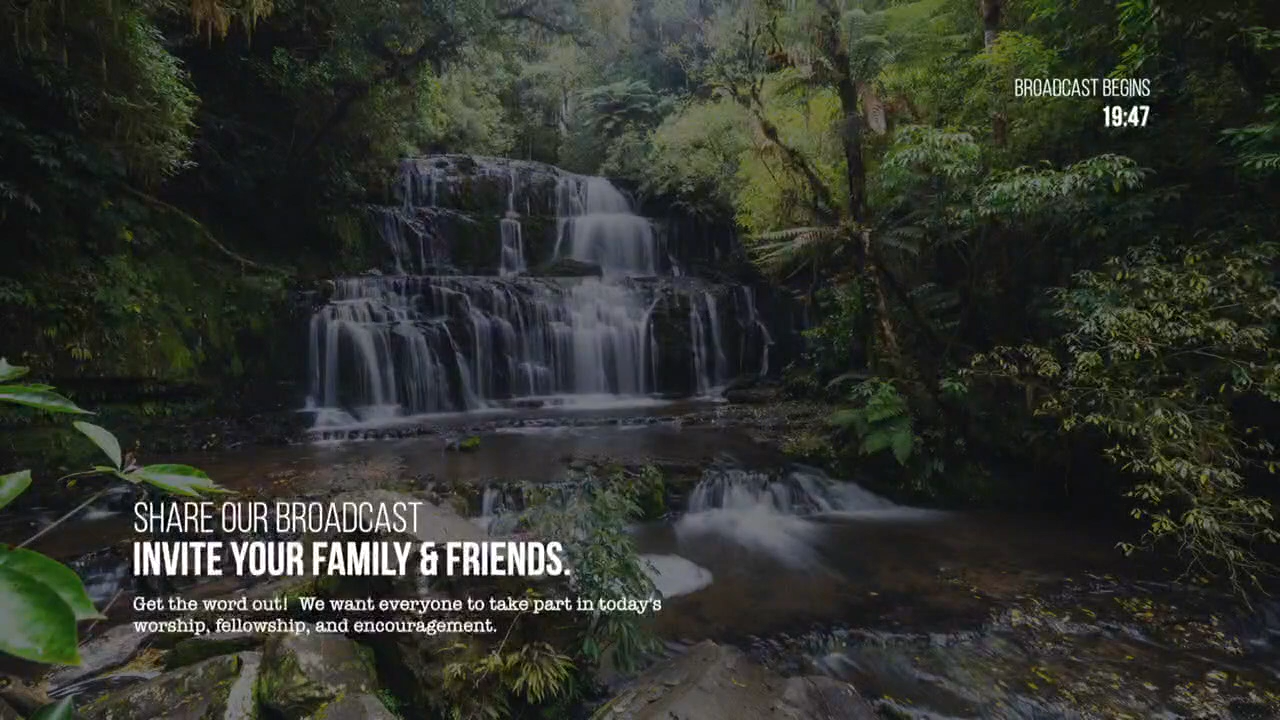 BROADCAST BEGINS
19:47
SHARE OUR BROADCAST
INVITE YOUR FAMILY & FRIENDS.
Get the word out!  We want everyone to take part in today's
worship, fellowship, and encouragement.